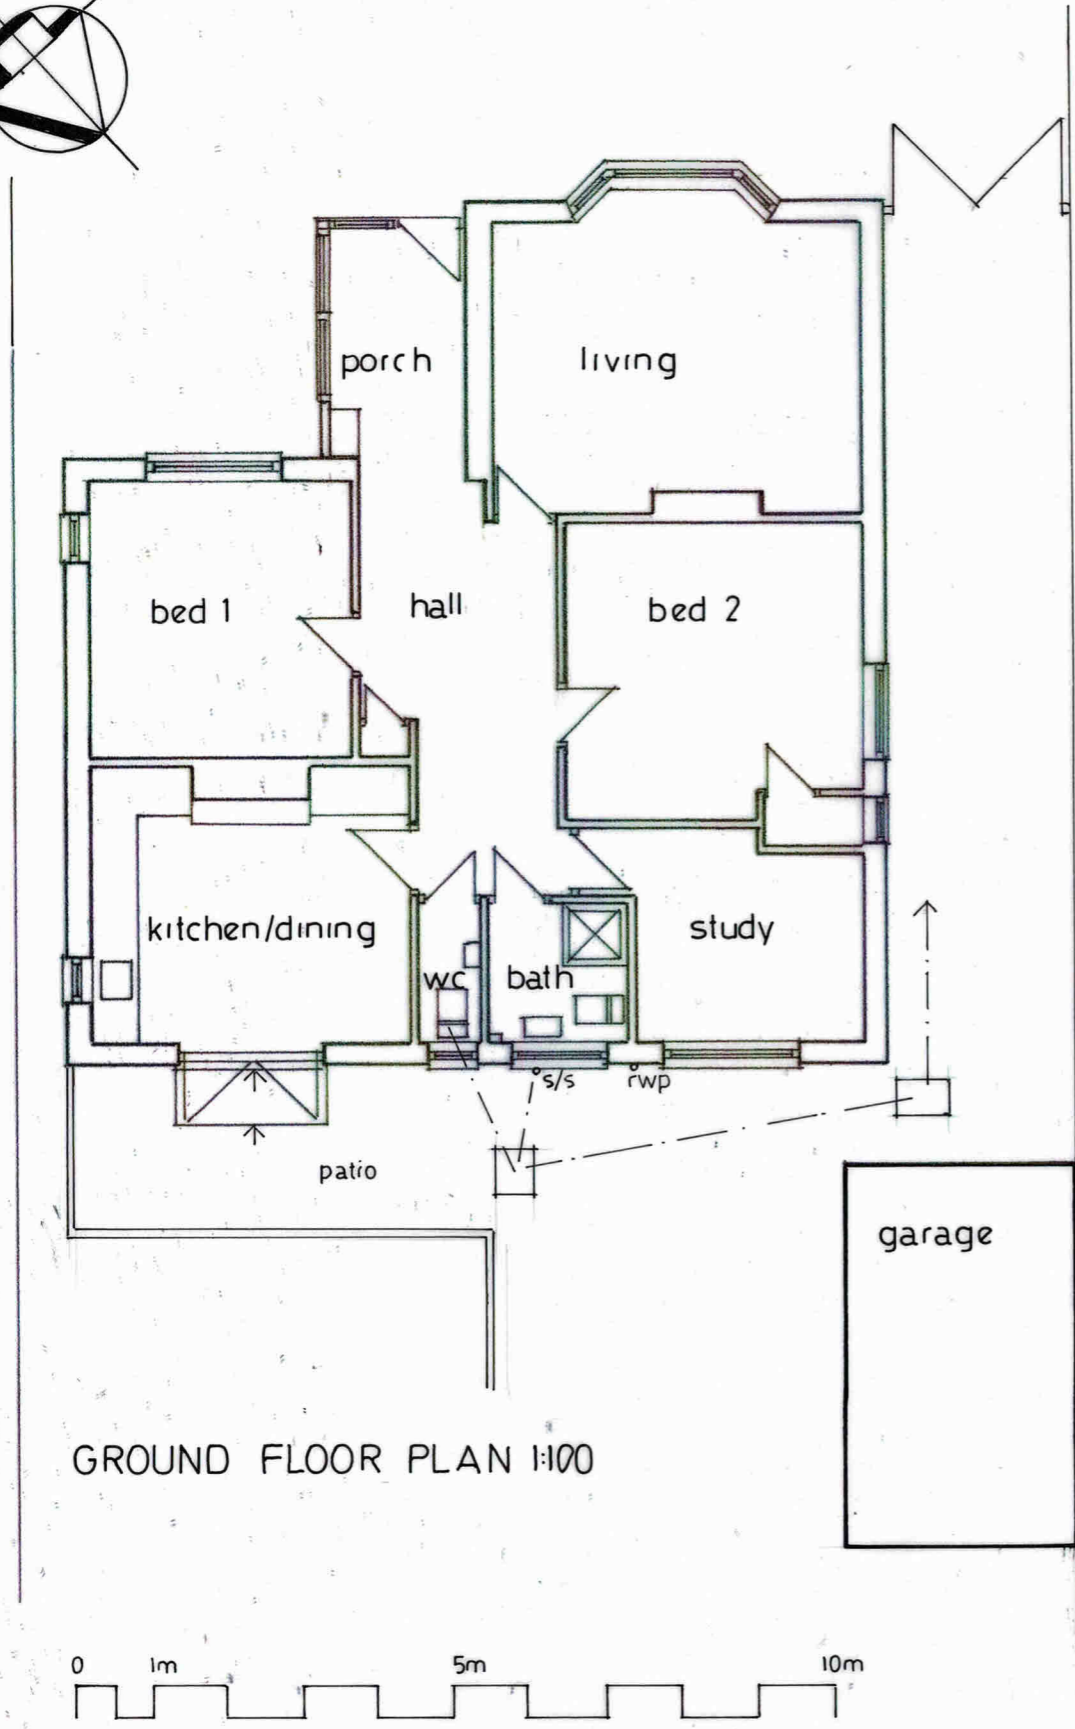 porch
living
bed 1
hall
bed 2
kitchen/dining
wc
bath
study
s/s
rwp
patio
garage
GROUND FLOOR PLAN 1:100
0 1m 5m 10m